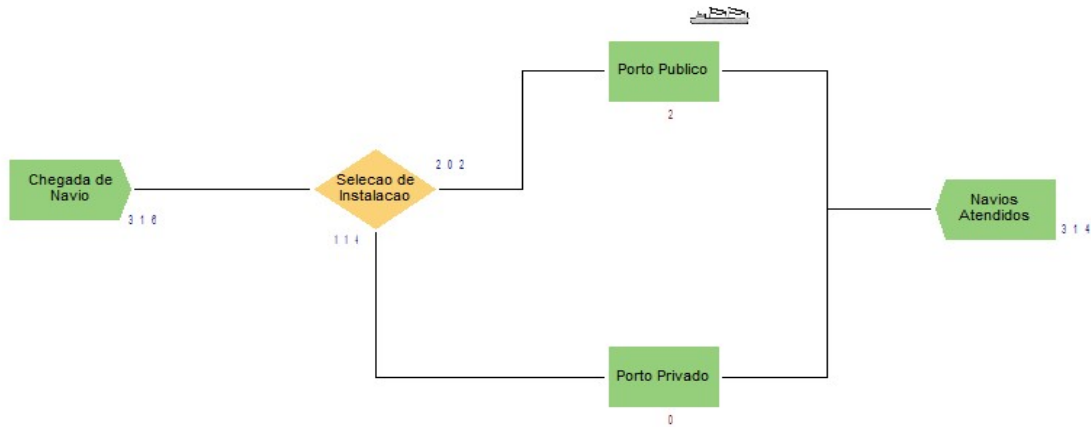 Porto Publico
2
2 0 2
Chegada de
Navio
3 1 6
Selecao de
Instalacao
1 1 4
Navios
Atendidos
3 1 4
Porto Privado
0